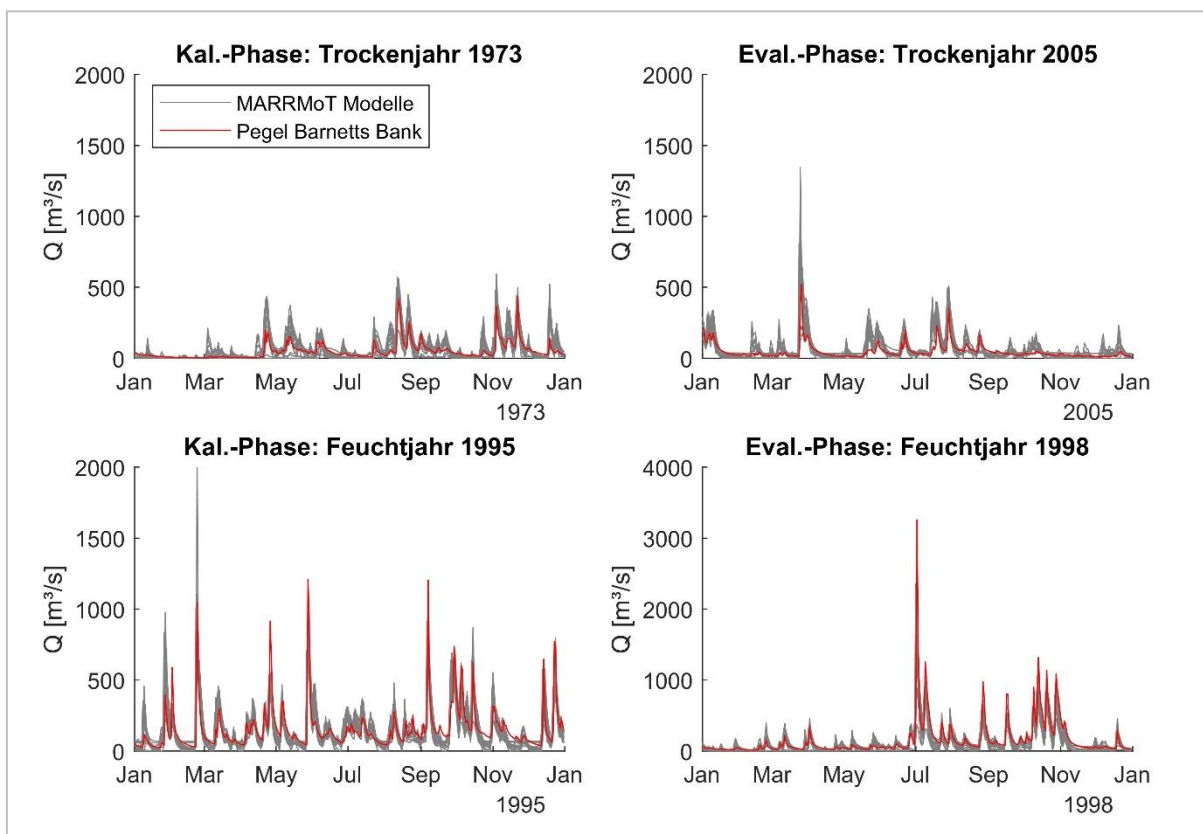 Kal.-Phase: Trockenjahr 1973
2000
1500
1000
500
0
Q [m³/s]
MARRMoT Modelle
Pegel Barnetts Bank
Jan Mar May Jul Sep Nov Jan
1973
Eval.-Phase: Trockenjahr 2005
2000
1500
1000
500
0
Q [m³/s]
Jan Mar May Jul Sep Nov Jan
2005
Kal.-Phase: Feuchtjahr 1995
2000
1500
1000
500
0
Q [m³/s]
Jan Mar May Jul Sep Nov Jan
1995
Eval.-Phase: Feuchtjahr 1998
4000
3000
2000
1000
0
Q [m³/s]
Jan Mar May Jul Sep Nov Jan
1998